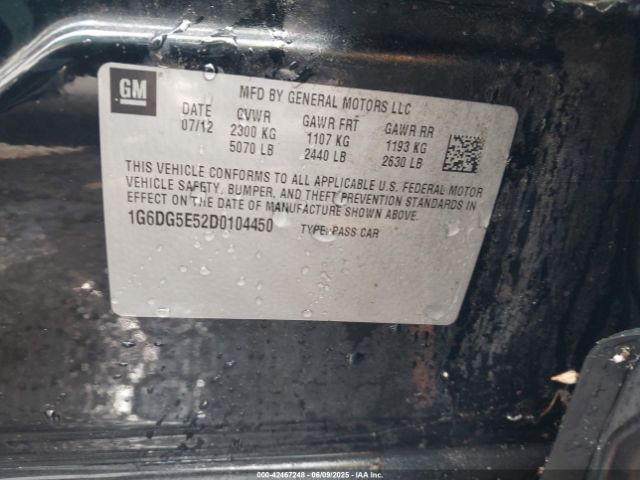 GM
MFD BY GENERAL MOTORS LLC
DATE GVWR GAWR FRT GAWR RR
07/12 2300 KG 1107 KG 1193 KG
5070 LB 2440 LB 2630 LB
THIS VEHICLE CONFORMS TO ALL APPLICABLE U.S. FEDERAL MOTOR
VEHICLE SAFETY, BUMPER, AND THEFT PREVENTION STANDARDS IN
EFFECT ON THE DATE OF MANUFACTURE SHOWN ABOVE.
1G6DG5E52D0104450 TYPE: PASS CAR
000-42467248 - 06/09/2025 - IAA Inc.